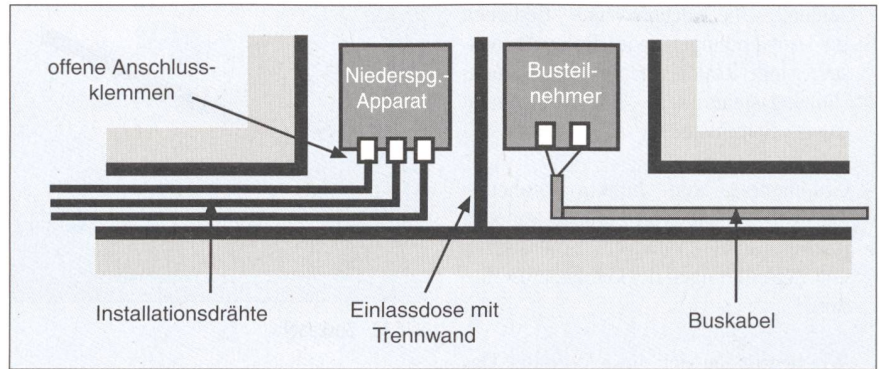 offene Anschluss-
klemmen
Niederspg.-
Apparat
Busteil-
nehmer
Installationsdrähte
Einlassdose mit
Trennwand
Buskabel